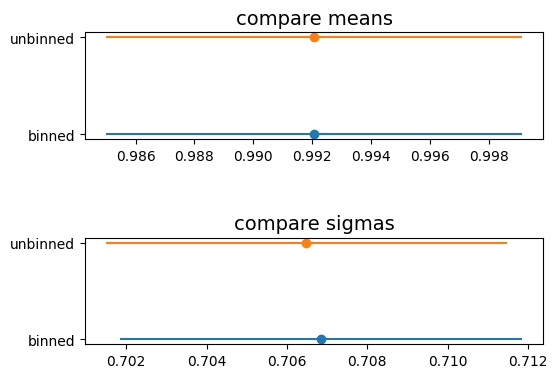 compare means
unbinned
binned
0.986 0.988 0.990 0.992 0.994 0.996 0.998
compare sigmas
unbinned
binned
0.702 0.704 0.706 0.708 0.710 0.712